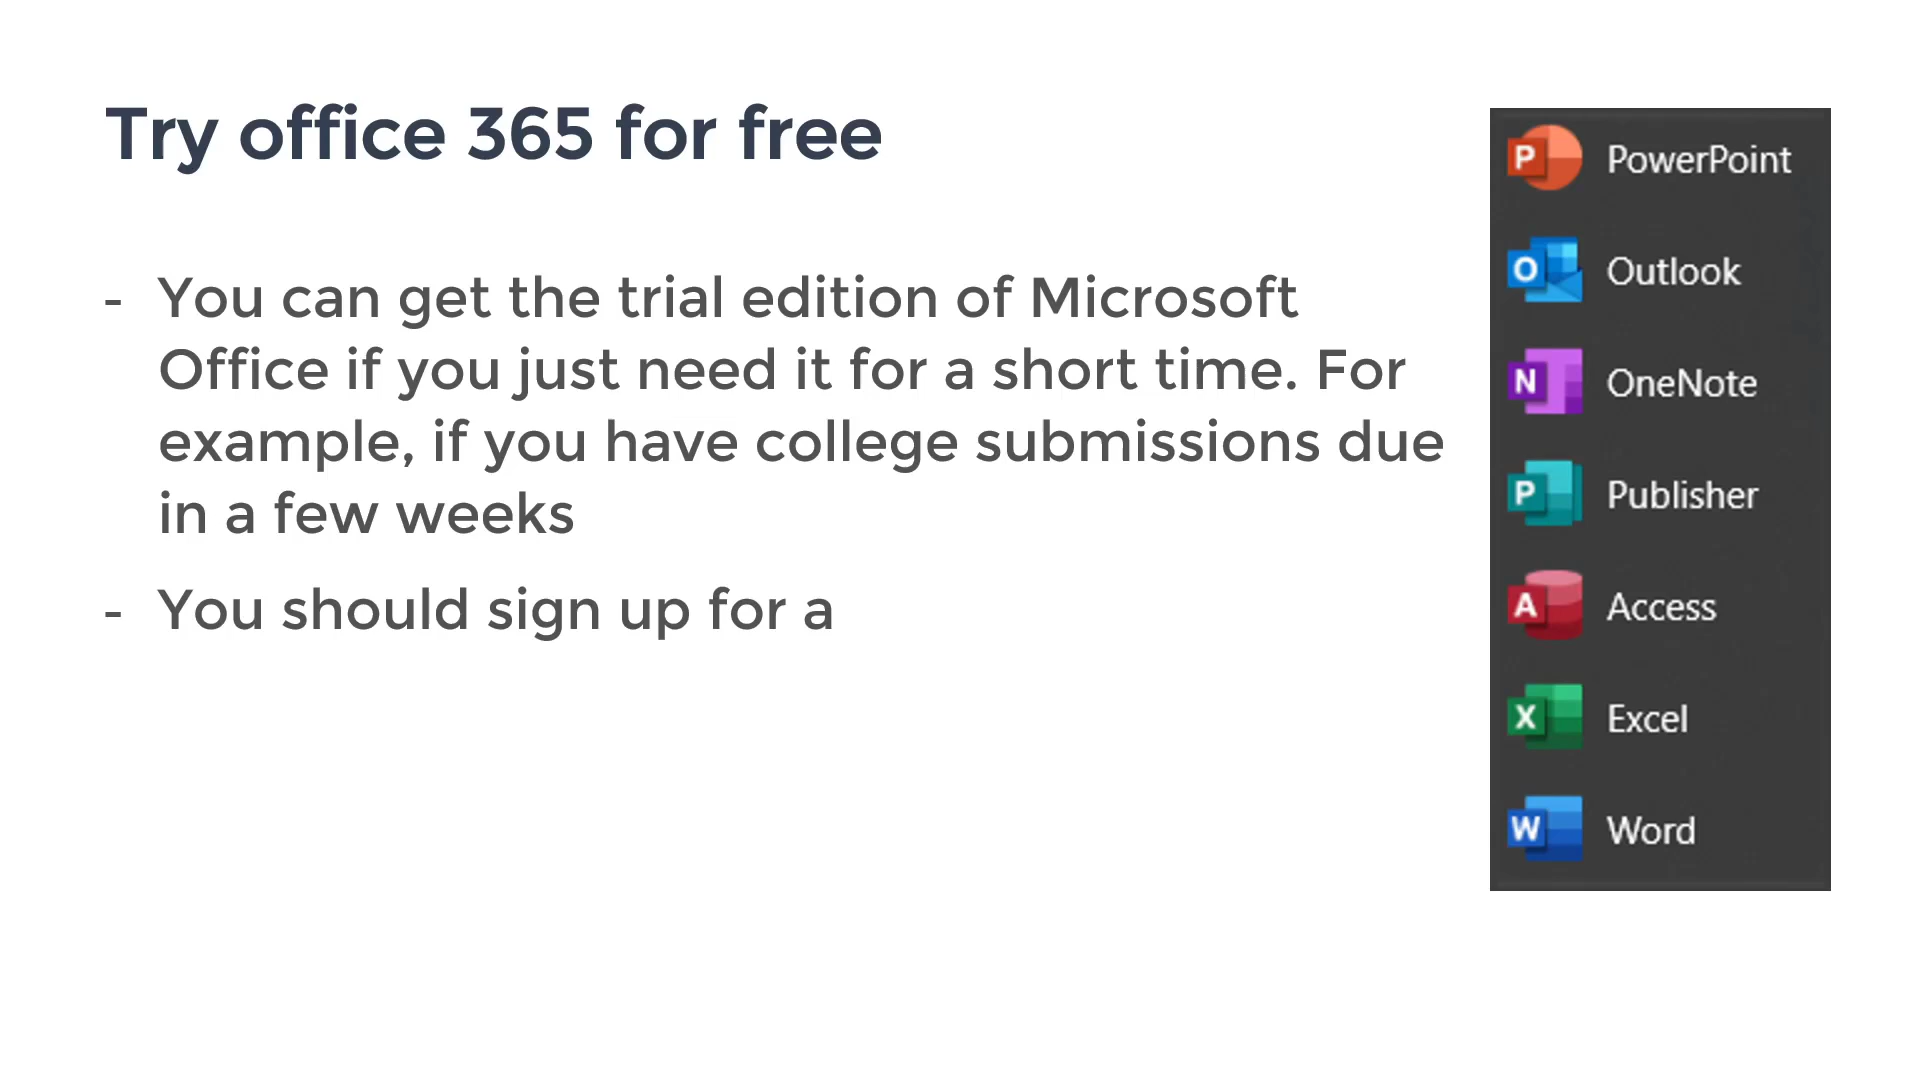 Try office 365 for free
- You can get the trial edition of Microsoft
Office if you just need it for a short time. For
example, if you have college submissions due
in a few weeks
- You should sign up for a
P PowerPoint
O Outlook
N OneNote
P Publisher
A Access
X Excel
W Word